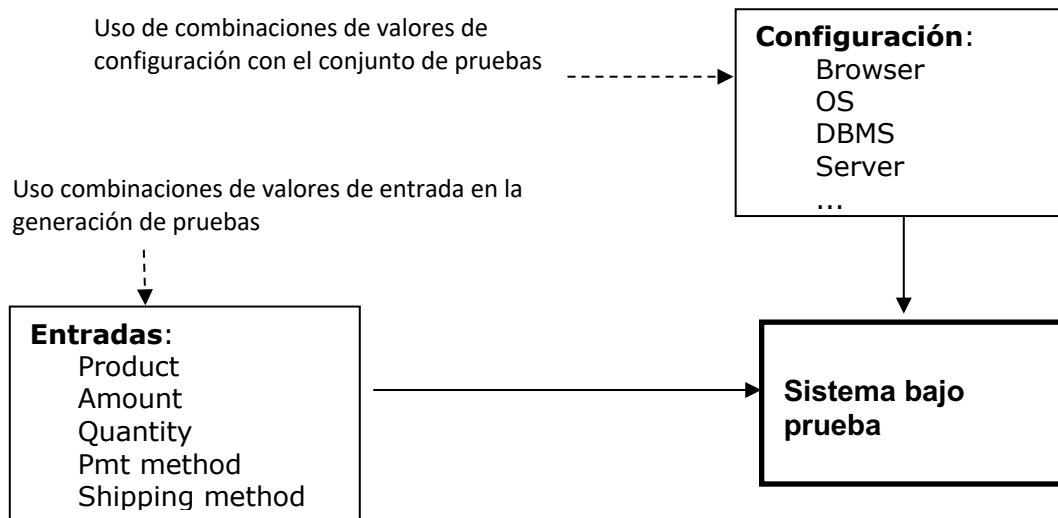 Uso de combinaciones de valores de
configuración con el conjunto de pruebas
Configuración:
Browser
OS
DBMS
Server
...
Uso combinaciones de valores de entrada en la
generación de pruebas
Entradas:
Product
Amount
Quantity
Pmt method
Shipping method
Sistema bajo
prueba